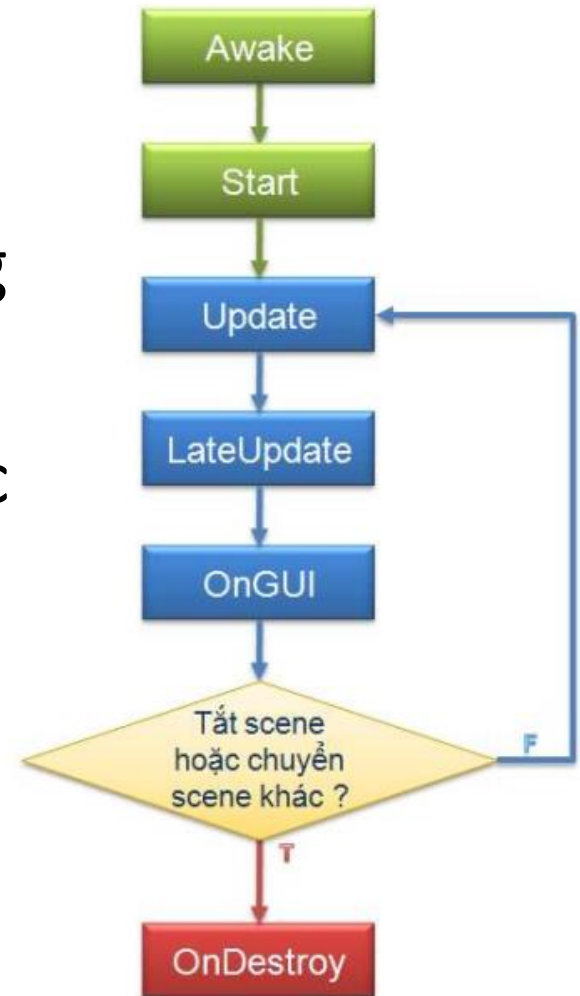 Awake
Start
Update
LateUpdate
OnGUI
Tắt scene
hoặc chuyển
scene khác ?
F
T
OnDestroy